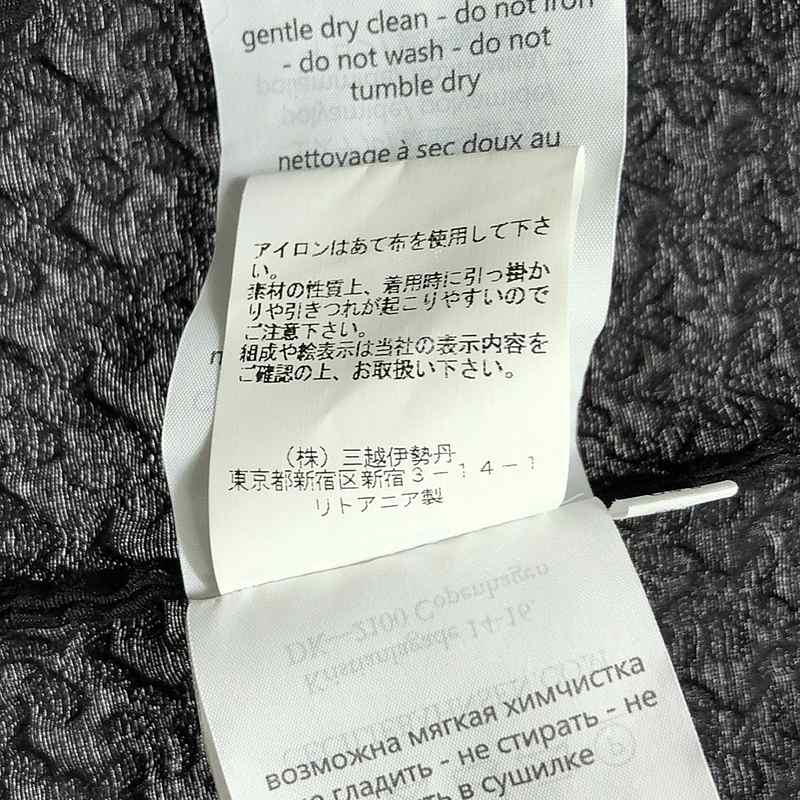 gentle dry clean - do not iron
- do not wash - do not
tumble dry
nettoyage à sec doux au
アイロンはあて布を使用して下さ
い。
素材の性質上、着用時に引っ掛か
りや引きつれが起こりやすいので
ご注意下さい。
組成や絵表示は当社の表示内容を
ご確認の上、お取扱い下さい。
(株)三越伊勢丹
東京都新宿区新宿3-14-1
リトアニア製
DK-2100 Copenhagen
14-16.
возможна мягкая химчистка
гладить - не стирать - не
в сушилке